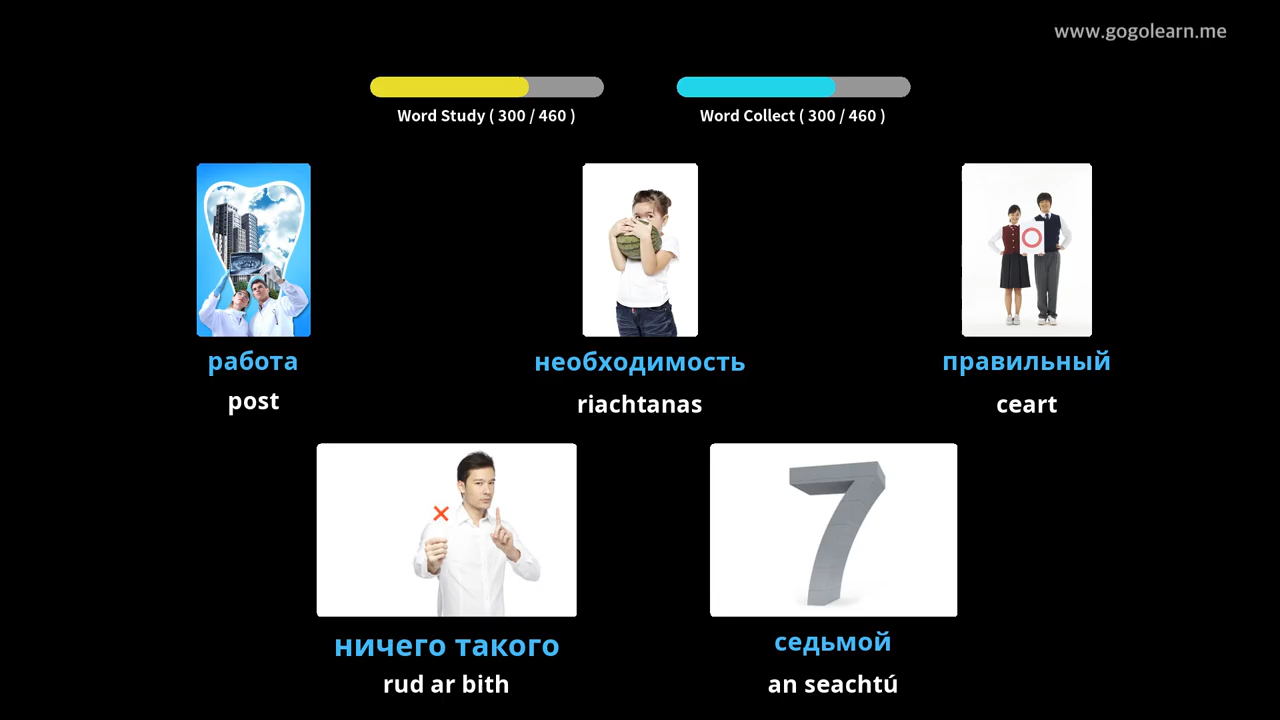 www.gogolearn.me
Word Study ( 300 / 460 )
Word Collect ( 300 / 460 )
работа
post
необходимость
riachtanas
правильный
ceart
ничего такого
rud ar bith
седьмой
an seachtú